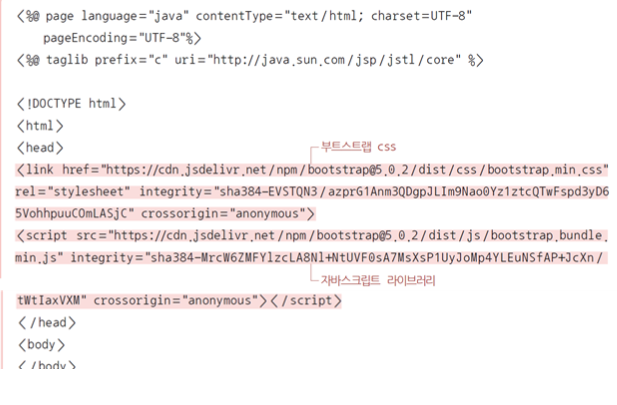 <%@ page language="java" contentType="text/html; charset=UTF-8"
pageEncoding="UTF-8"%>
<%@ taglib prefix="c" uri="http://java.sun.com/jsp/jstl/core" %>
<!DOCTYPE html>
<html>
<head>
부트스트랩 css
<link href="https://cdn.jsdelivr.net/npm/bootstrap@5.0.2/dist/css/bootstrap.min.css"
rel="stylesheet" integrity="sha384-EVSTQN3/azprG1Anm3QDgpJLIm9Nao0Yz1ztcQTwFspd3yD6
5VohhpuuCOmLASjC" crossorigin="anonymous">
<script src="https://cdn.jsdelivr.net/npm/bootstrap@5.0.2/dist/js/bootstrap.bundle.
min.js" integrity="sha384-MrcW6ZMFYlzcLA8Nl+NtUVF0sA7MsXsP1UyJoMp4YLEuNSfAP+JcXn/
자바스크립트 라이브러리
tWtIaxVXM" crossorigin="anonymous"></script>
</head>
<body>
</body>